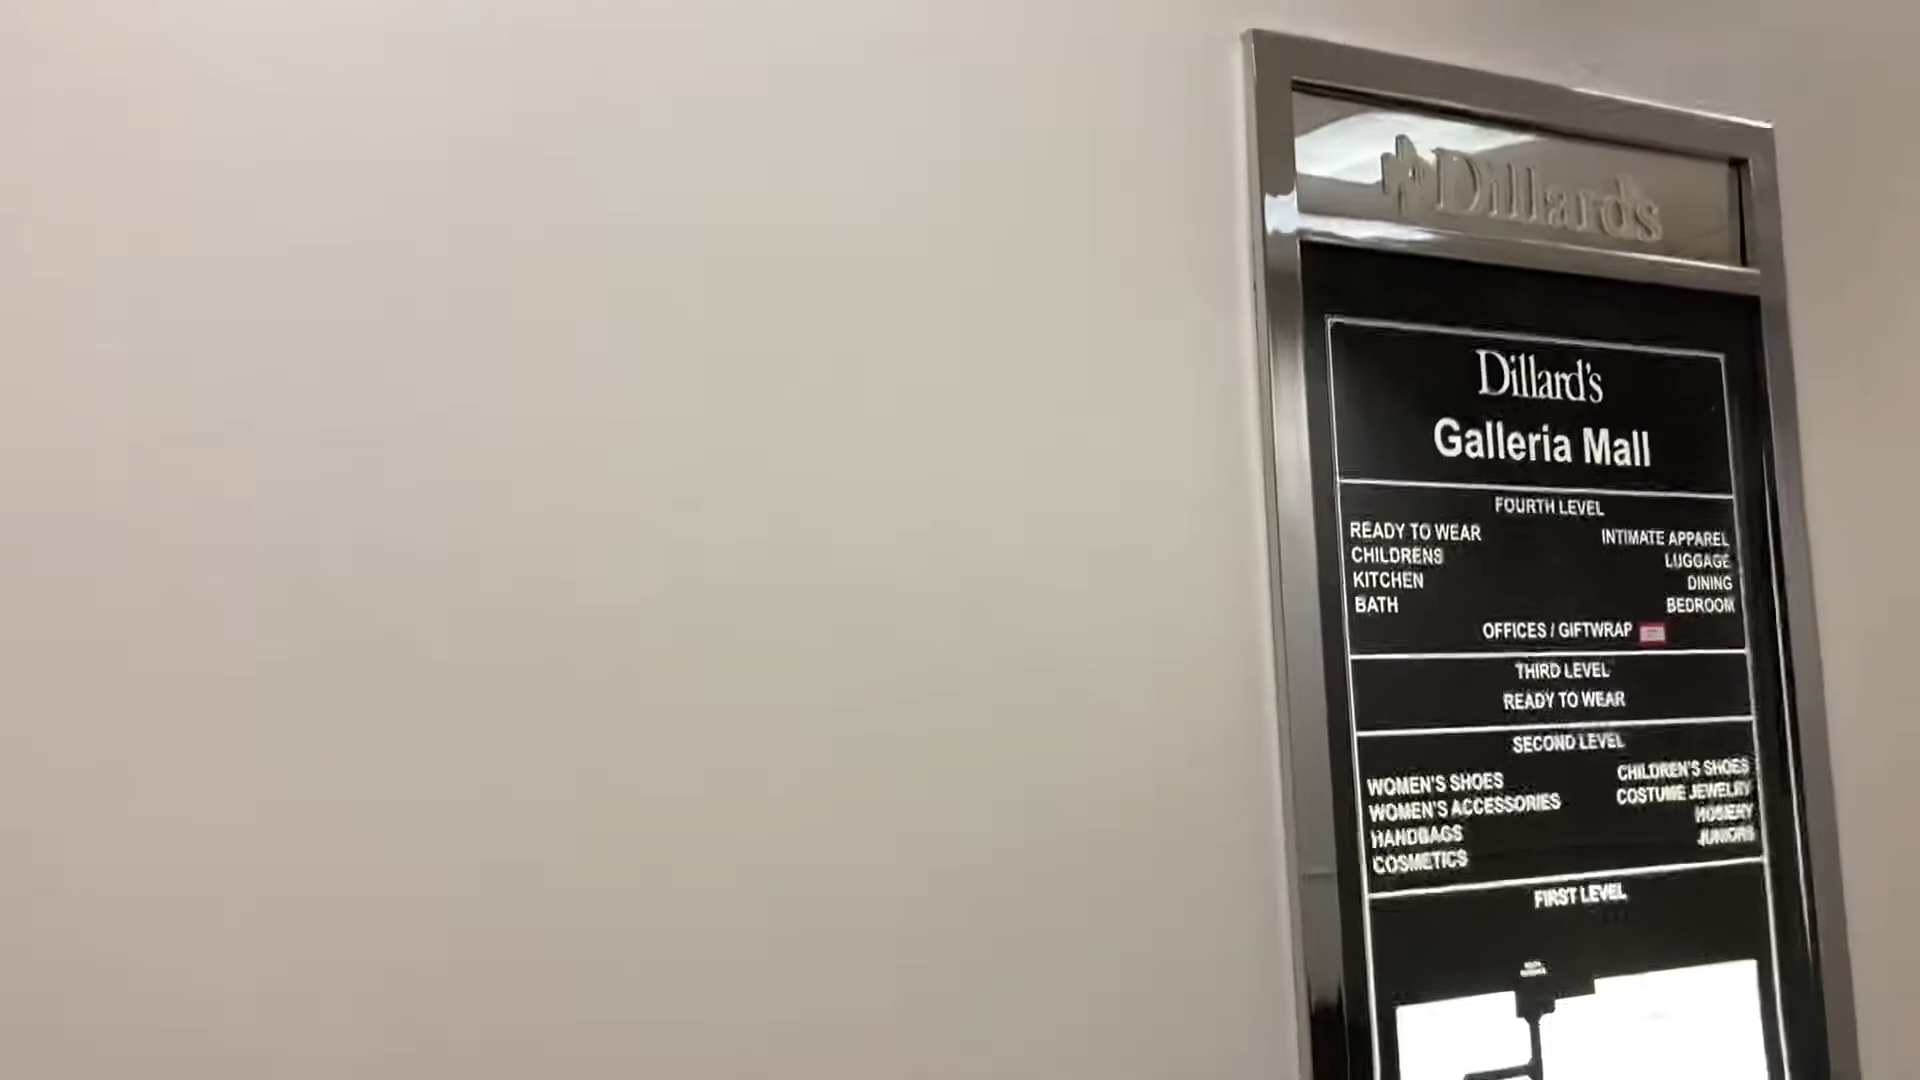 Dillard's
Dillard's
Galleria Mall
FOURTH LEVEL
READY TO WEAR INTIMATE APPAREL
CHILDRENS LUGGAGE
KITCHEN DINING
BATH BEDROOM
OFFICES / GIFTWRAP
THIRD LEVEL
READY TO WEAR
SECOND LEVEL
WOMEN'S SHOES CHILDREN'S SHOES
WOMEN'S ACCESSORIES COSTUME JEWELRY
HANDBAGS HOSIERY
COSMETICS JUNIORS
FIRST LEVEL